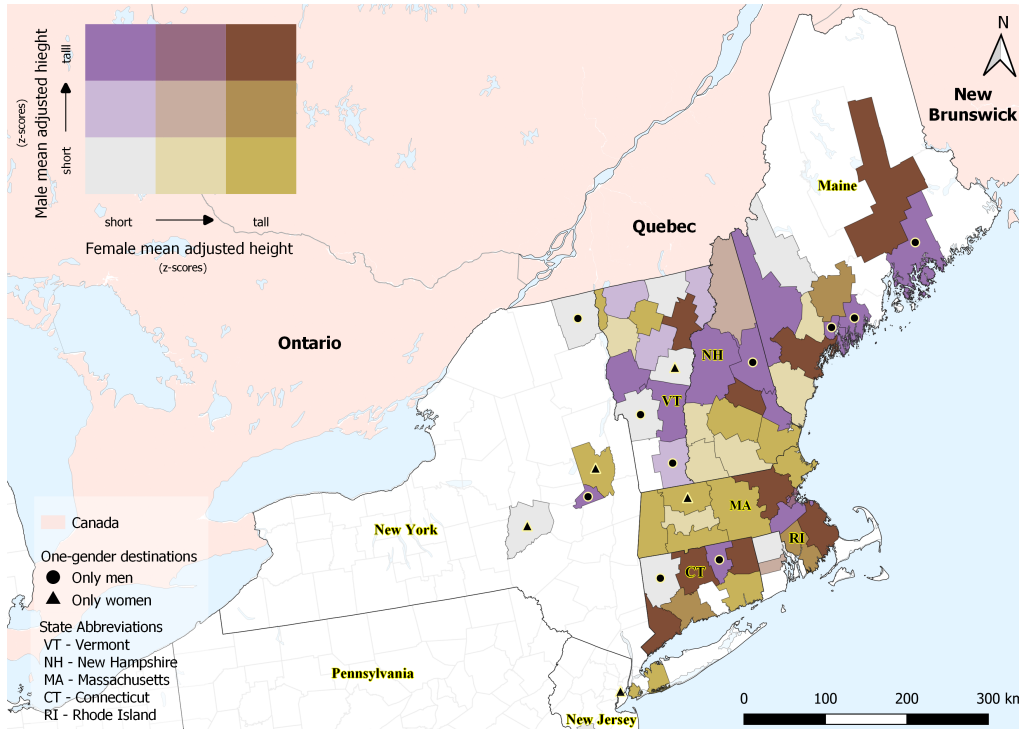 Male mean adjusted hieght
(z-scores)
short
talll
short
tall
Female mean adjusted height
(z-scores)
N
New
Brunswick
Maine
Quebec
Ontario
NH
VT
New York
MA
RI
CT
Pennsylvania
New Jersey
Canada
One-gender destinations
Only men
Only women
State Abbreviations
VT - Vermont
NH - New Hampshire
MA - Massachusetts
CT - Connecticut
RI - Rhode Island
0
100
200
300 km